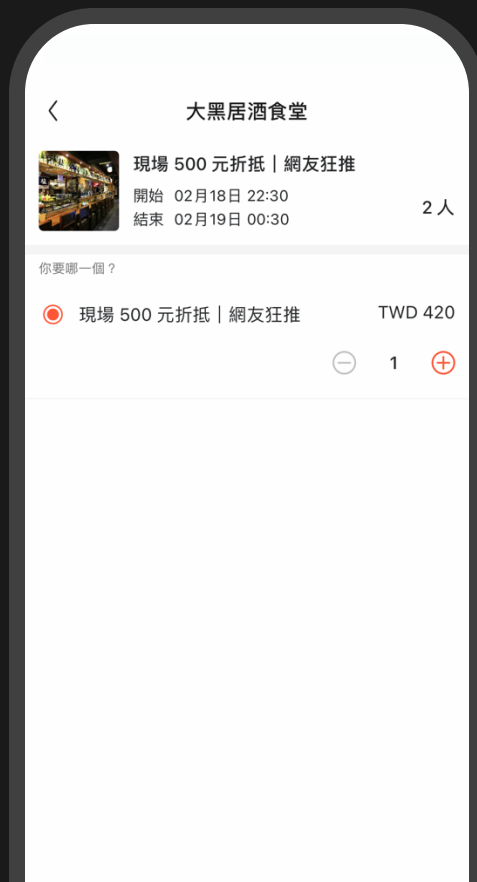 大黑居酒食堂
現場 500 元折抵｜網友狂推
開始 02月18日 22:30
結束 02月19日 00:30
2 人
你要哪一個？
現場 500 元折抵｜網友狂推 TWD 420
1